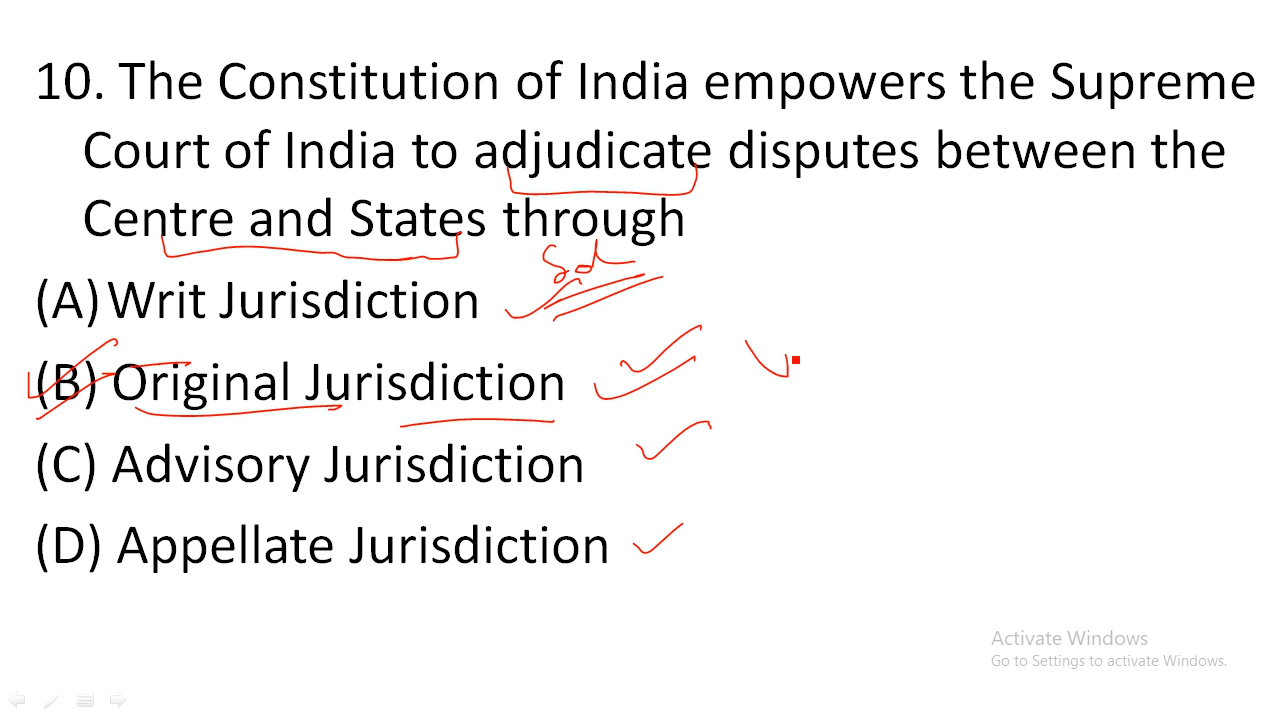 10. The Constitution of India empowers the Supreme
Court of India to adjudicate disputes between the
Centre and States through
(A) Writ Jurisdiction
(B) Original Jurisdiction
(C) Advisory Jurisdiction
(D) Appellate Jurisdiction
Activate Windows
Go to Settings to activate Windows.